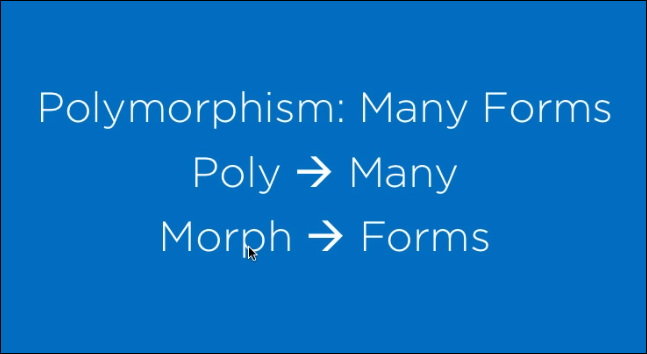 Polymorphism: Many Forms
Poly → Many
Morph → Forms